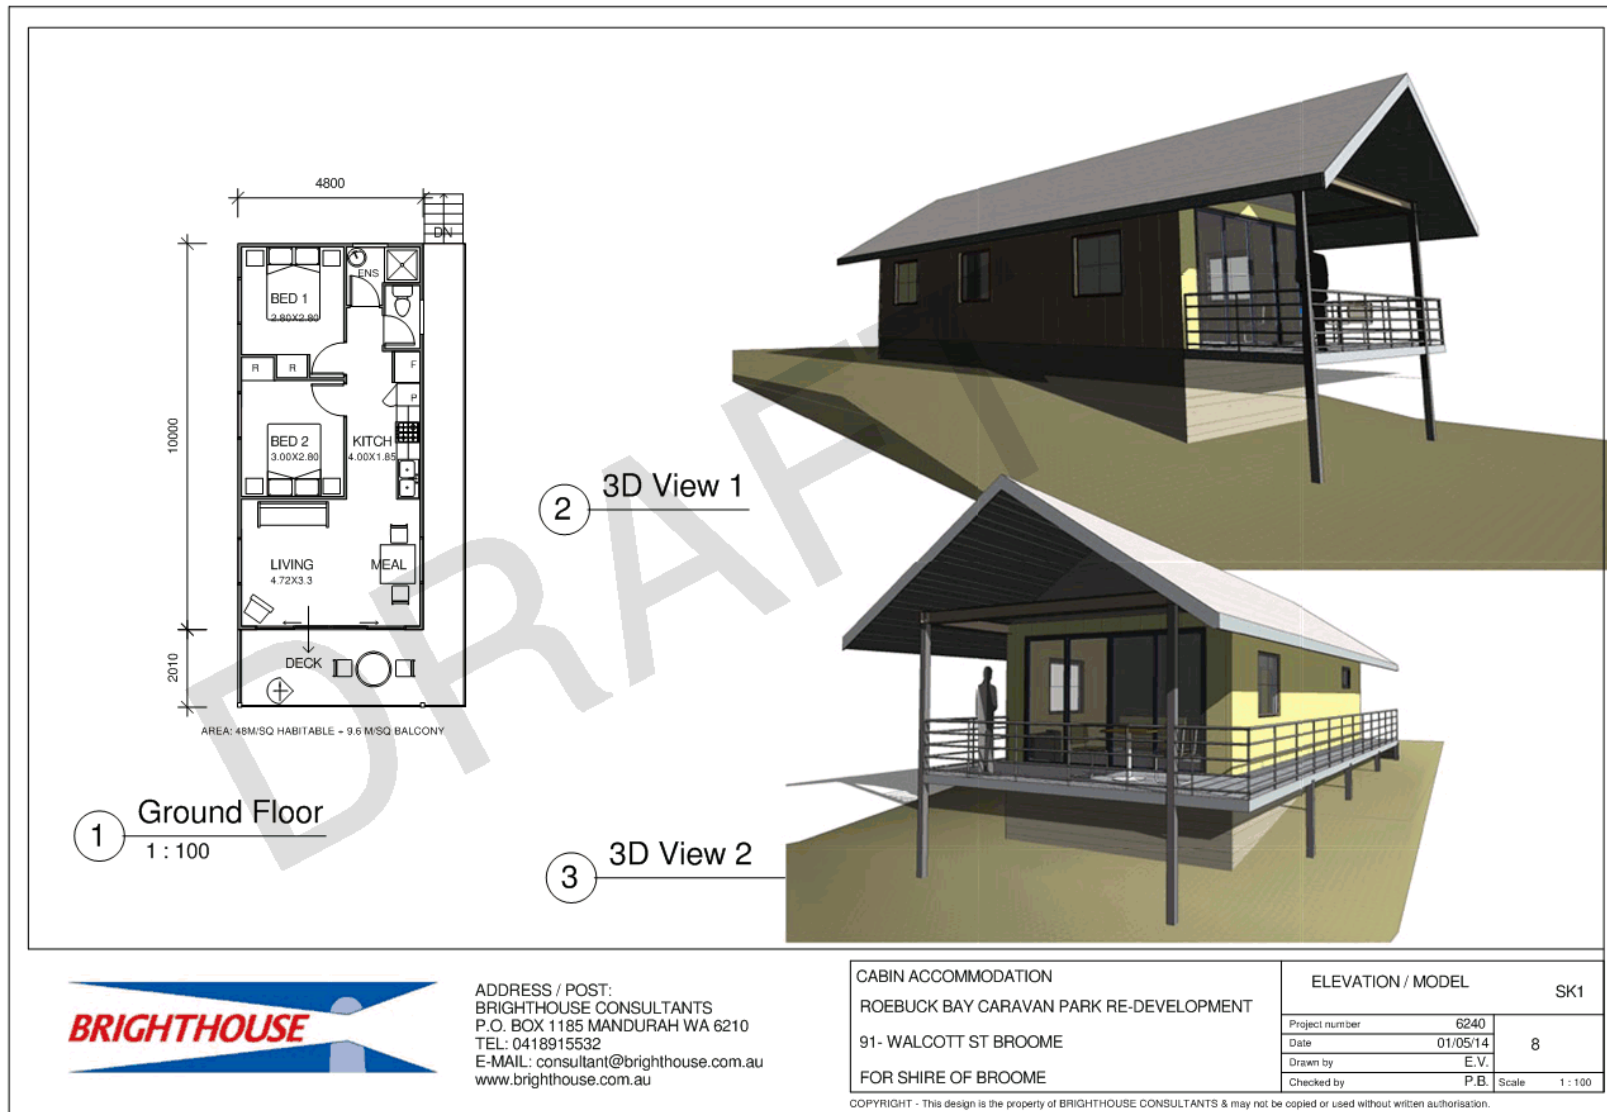 4800
DN
ENS
BED 1
2.80X2.80
R R
F
P
10000
BED 2
3.00X2.80
KITCH
4.00X1.85
LIVING
4.72X3.3
MEAL
DECK
2010
AREA: 48M/SQ HABITABLE - 9.6 M/SQ BALCONY
1 Ground Floor
1 : 100
2 3D View 1
3 3D View 2
DRAFT
BRIGHTHOUSE
ADDRESS / POST:
BRIGHTHOUSE CONSULTANTS
P.O. BOX 1185 MANDURAH WA 6210
TEL: 0418915532
E-MAIL: consultant@brighthouse.com.au
www.brighthouse.com.au
CABIN ACCOMMODATION
ROEBUCK BAY CARAVAN PARK RE-DEVELOPMENT
91- WALCOTT ST BROOME
FOR SHIRE OF BROOME
ELEVATION / MODEL
SK1
Project number 6240
Date 01/05/14
8
Drawn by E.V.
Checked by P.B.
Scale 1 : 100
COPYRIGHT - This design is the property of BRIGHTHOUSE CONSULTANTS & may not be copied or used without written authorisation.